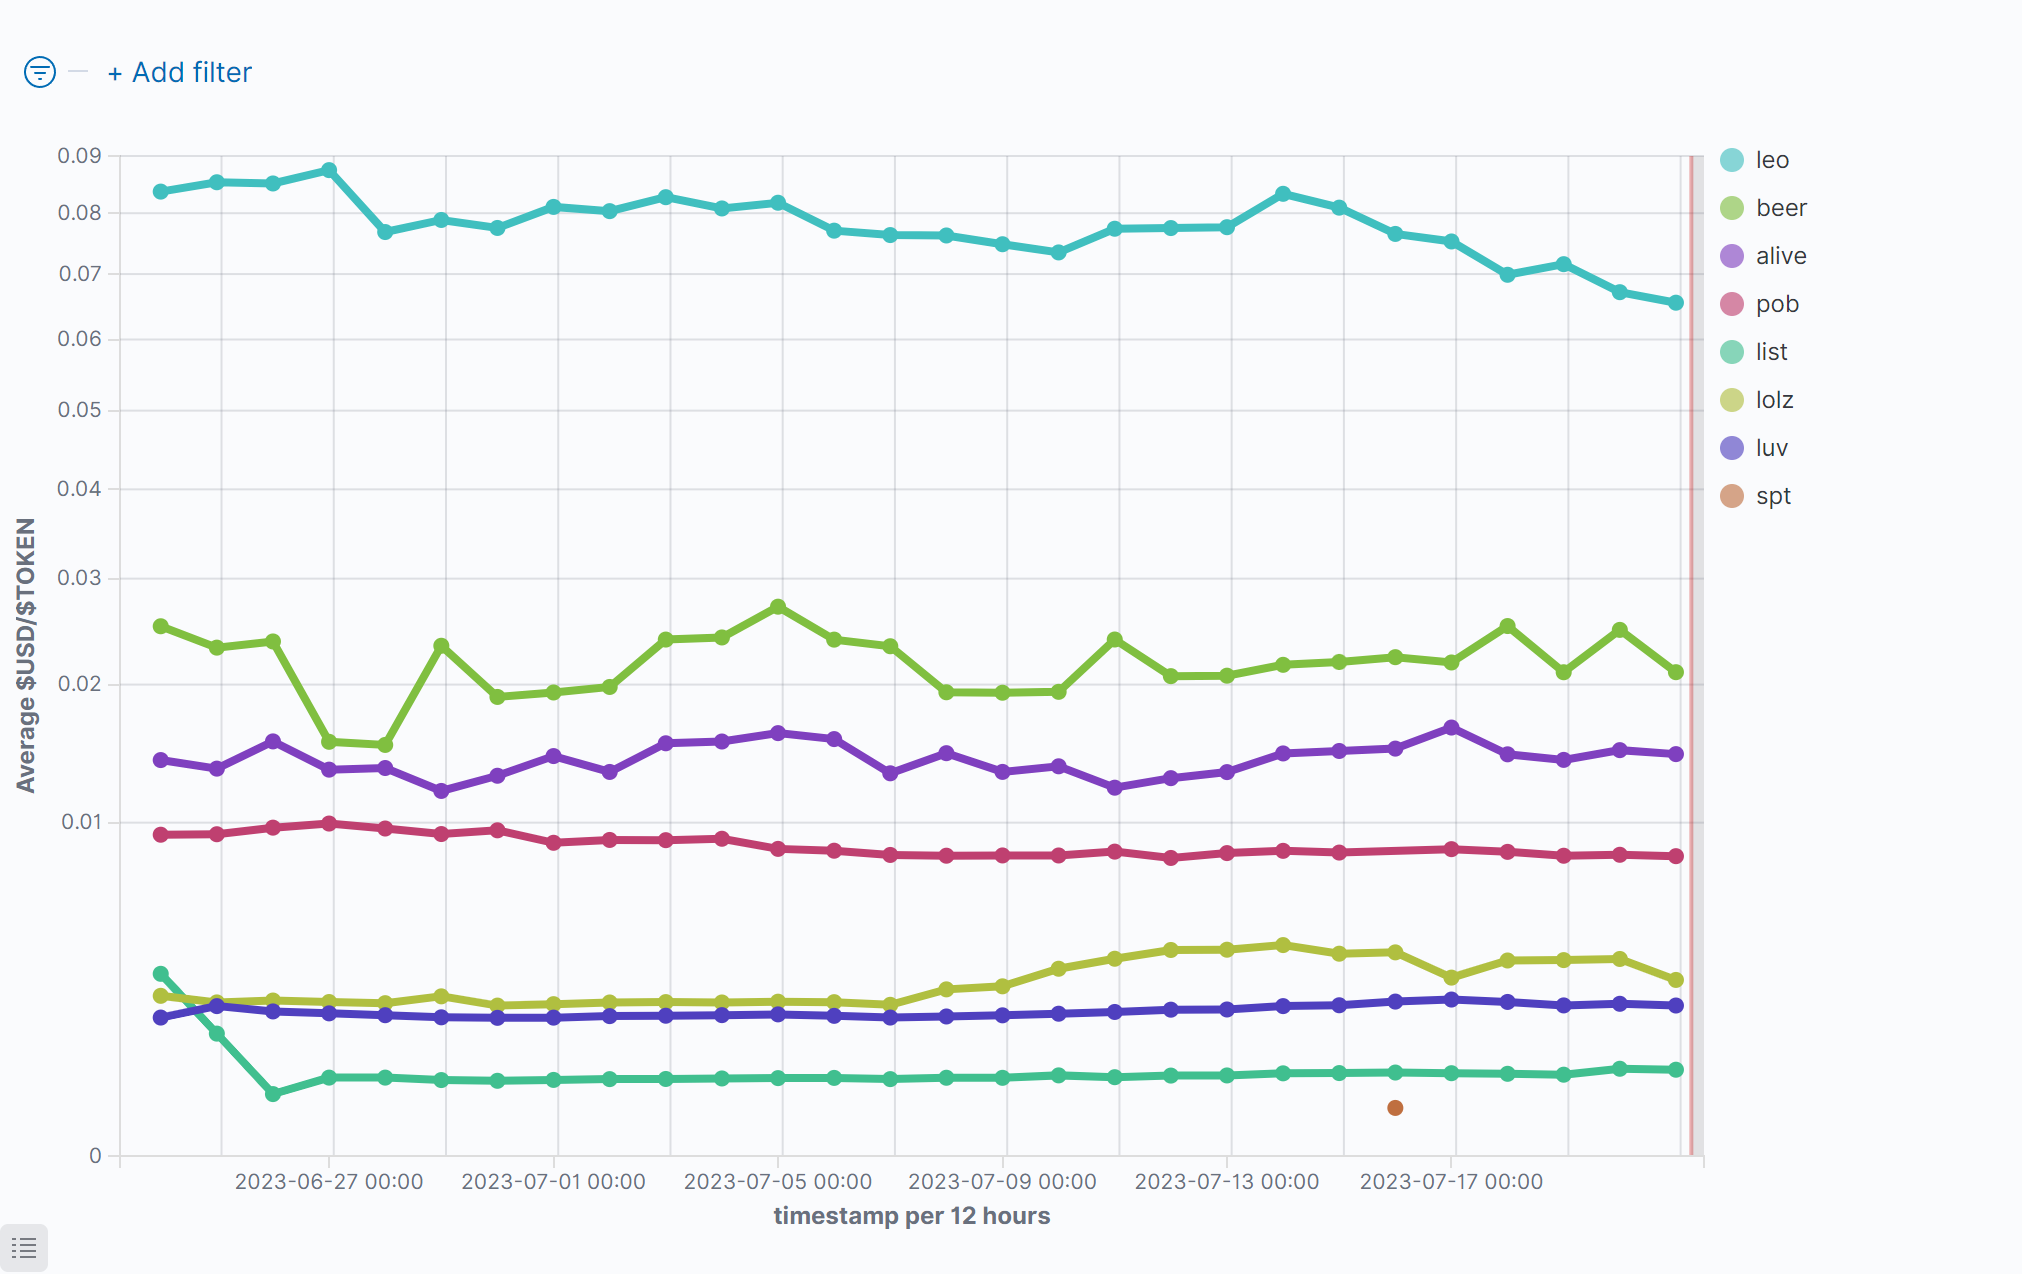 + Add filter
0.09
0.08
0.07
0.06
0.05
0.04
0.03
0.02
0.01
0
Average $USD/$TOKEN
2023-06-27 00:00 2023-07-01 00:00 2023-07-05 00:00 2023-07-09 00:00 2023-07-13 00:00 2023-07-17 00:00
timestamp per 12 hours
leo
beer
alive
pob
list
lolz
luv
spt